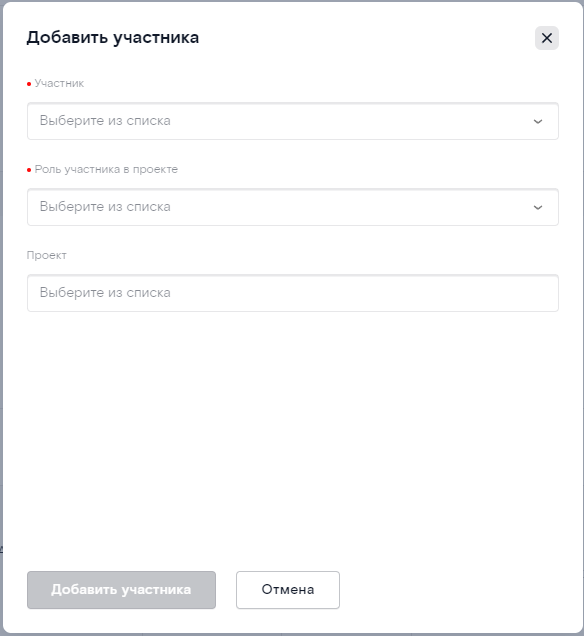 Добавить участника
Участник
Выберите из списка
Роль участника в проекте
Выберите из списка
Проект
Выберите из списка
Добавить участника
Отмена